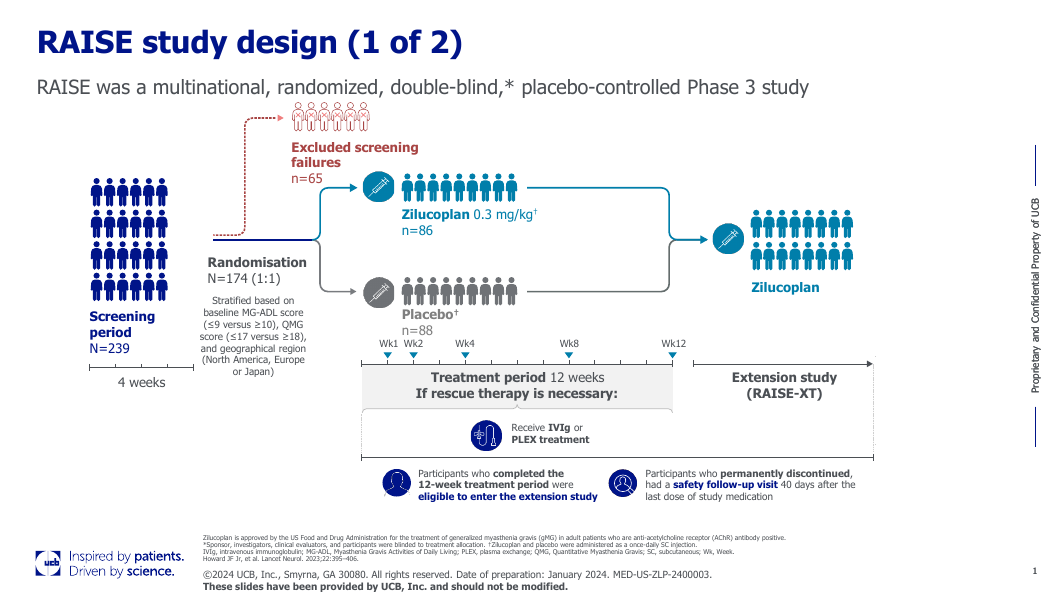 RAISE study design (1 of 2)
RAISE was a multinational, randomized, double-blind,* placebo-controlled Phase 3 study
Excluded screening
failures
n=65
Zilucoplan 0.3 mg/kg†
n=86
Randomisation
N=174 (1:1)
Stratified based on
baseline MG-ADL score
(≤9 versus ≥10), QMG
score (≤17 versus ≥18),
and geographical region
(North America, Europe
or Japan)
Zilucoplan
Screening
period
N=239
4 weeks
Placebo†
n=88
Wk1 Wk2 Wk4 Wk8 Wk12
Treatment period 12 weeks
If rescue therapy is necessary:
Extension study
(RAISE-XT)
Receive IVIg or
PLEX treatment
Participants who completed the
12-week treatment period were
eligible to enter the extension study
Participants who permanently discontinued,
had a safety follow-up visit 40 days after the
last dose of study medication
Proprietary and Confidential Property of UCB
Zilucoplan is approved by the US Food and Drug Administration for the treatment of generalized myasthenia gravis (gMG) in adult patients who are anti-acetylcholine receptor (AChR) antibody positive.
*Sponsor, investigators, clinical evaluators, and participants were blinded to treatment allocation. †Zilucoplan and placebo were administered as a once-daily SC injection.
IVIg, intravenous immunoglobulin; MG-ADL, Myasthenia Gravis Activities of Daily Living; PLEX, plasma exchange; QMG, Quantitative Myasthenia Gravis; SC, subcutaneous; Wk, Week.
Howard JF Jr, et al. Lancet Neurol. 2023;22:395–406.
ucb
Inspired by patients.
Driven by science.
©2024 UCB, Inc., Smyrna, GA 30080. All rights reserved. Date of preparation: January 2024. MED-US-ZLP-2400003.
These slides have been provided by UCB, Inc. and should not be modified.
1